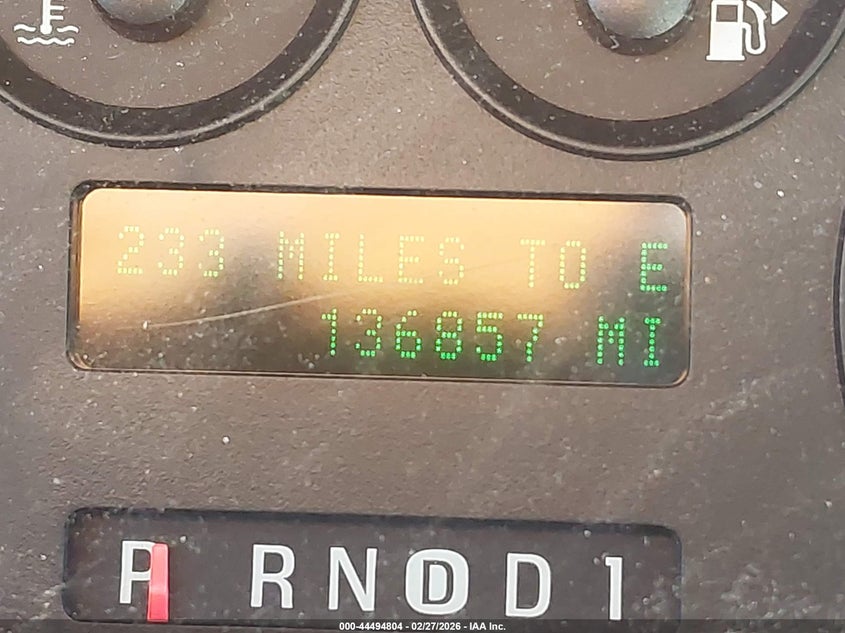 233 MILES TO E
136857 MI
P R N D D 1
000-44494804 - 02/27/2026 - IAA Inc.